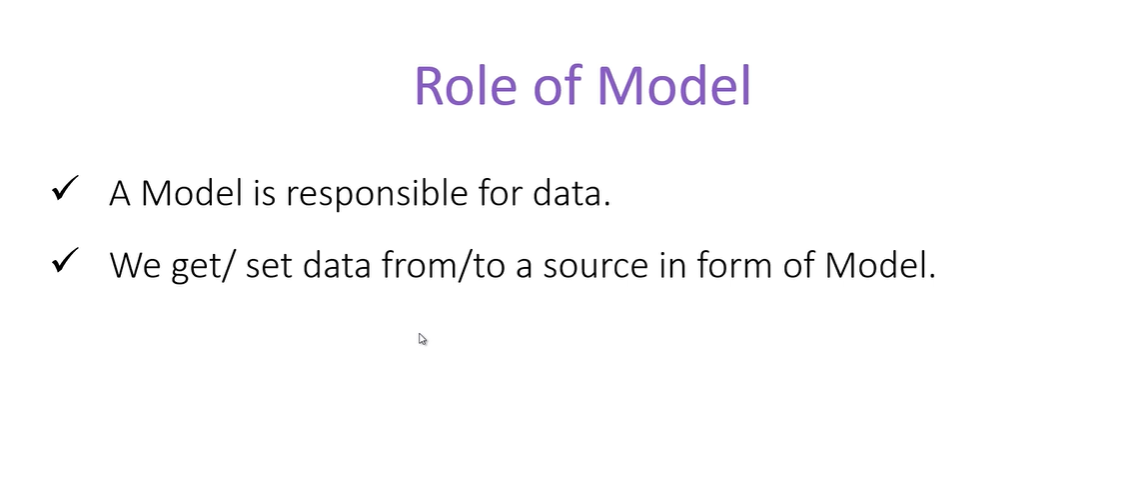 Role of Model
✓ A Model is responsible for data.
✓ We get/ set data from/to a source in form of Model.